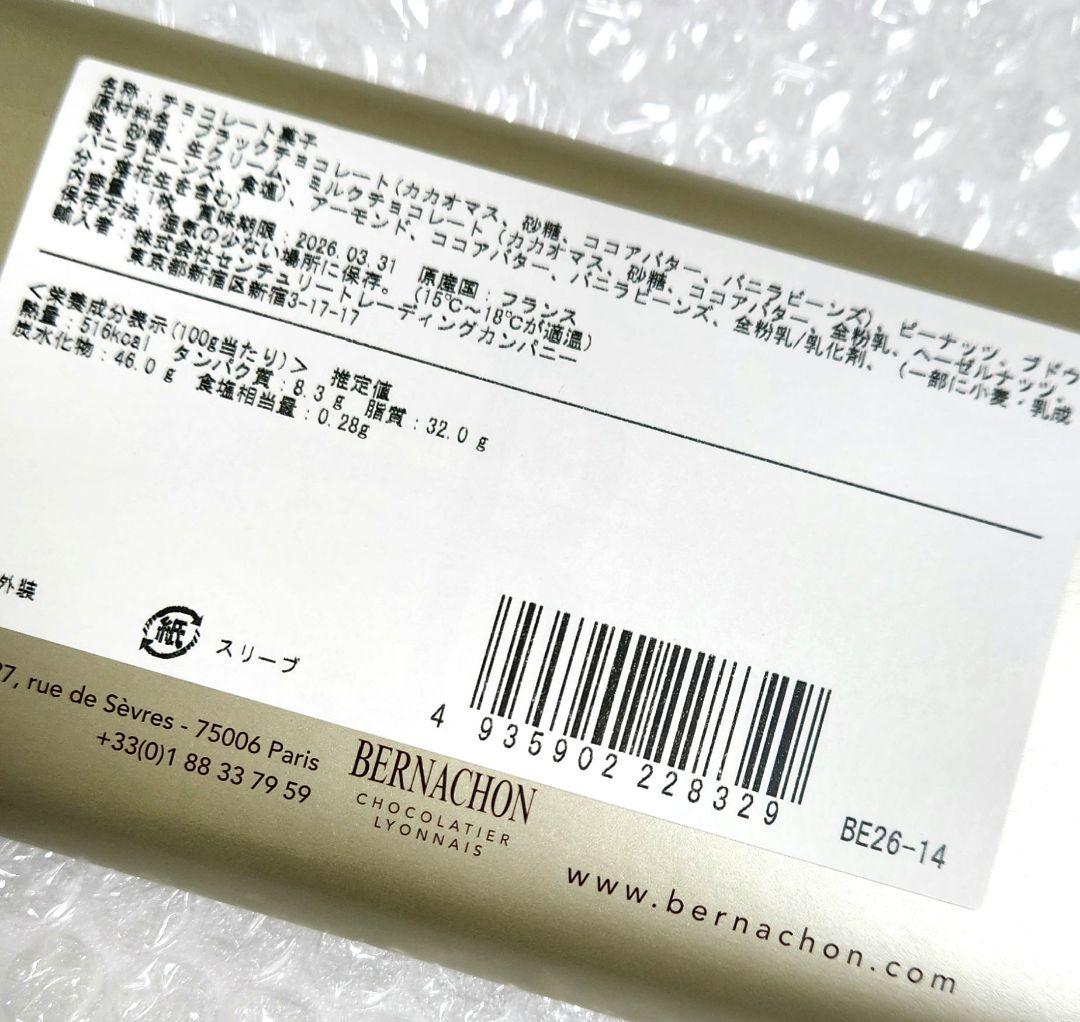 名称：チョコレート菓子
原材料名：ブラックチョコレート（カカオマス、砂糖、ココアバター、バニラビーンズ）、ピーナッツ、ブドウ
糖、砂糖、生クリーム、ミルクチョコレート（カカオマス、砂糖、ココアバター、全粉乳、ヘーゼルナッツ、
バニラビーンズ、食塩）、アーモンド、ココアバター、バニラビーンズ、全粉乳/乳化剤、（一部に小麦・乳成
分・落花生を含む）
内容量：1枚 賞味期限：2026.03.31 原産国：フランス
保存方法：湿気の少ない場所に保存。（15℃～18℃が適温）
輸入者：株式会社センチュリートレーディングカンパニー
東京都新宿区新宿3-17-17
＜栄養成分表示（100g当たり）＞ 推定値
熱量：516kcal タンパク質：8.3g 脂質：32.0g
炭水化物：46.0g 食塩相当量：0.28g
外装
紙 スリーブ
4 935902 228329
BE26-14
7, rue de Sèvres - 75006 Paris
+33(0)1 88 33 79 59
BERNACHON
CHOCOLATIER
LYONNAIS
www.bernachon.com